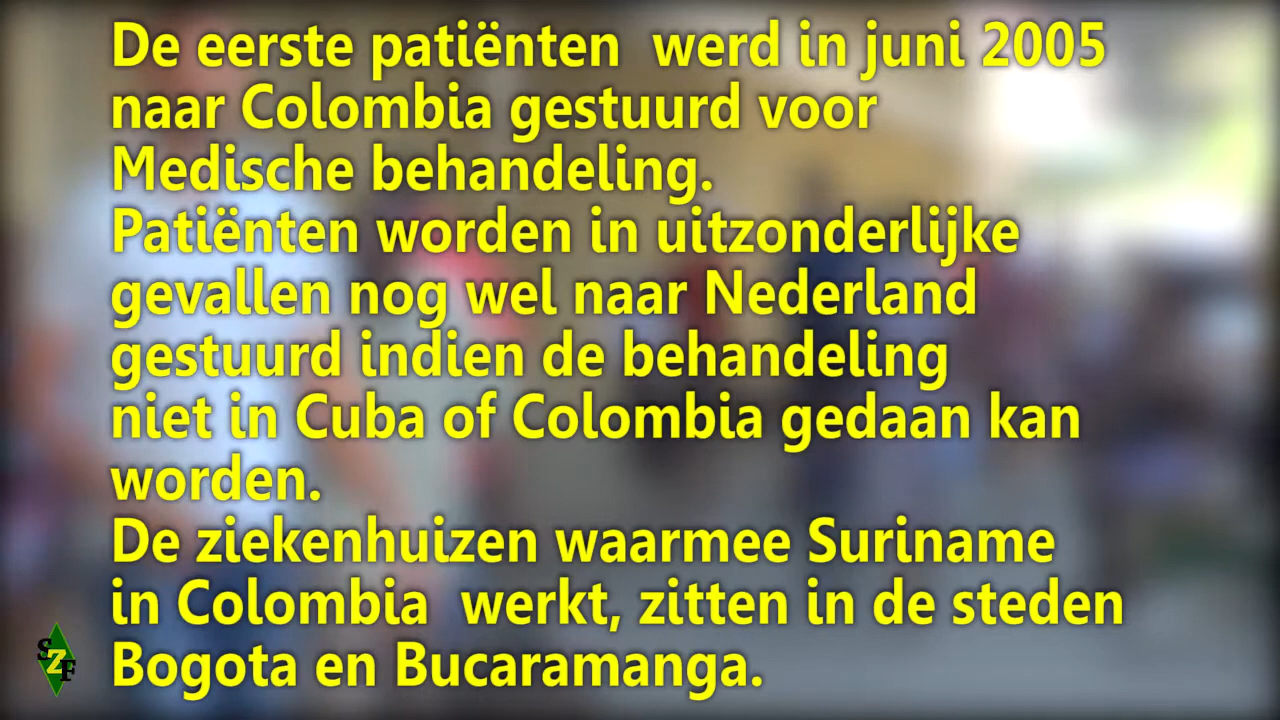 De eerste patiënten  werd in juni 2005
naar Colombia gestuurd voor
Medische behandeling.
Patiënten worden in uitzonderlijke
gevallen nog wel naar Nederland
gestuurd indien de behandeling
niet in Cuba of Colombia gedaan kan
worden.
De ziekenhuizen waarmee Suriname
in Colombia  werkt, zitten in de steden
Bogota en Bucaramanga.
SZF